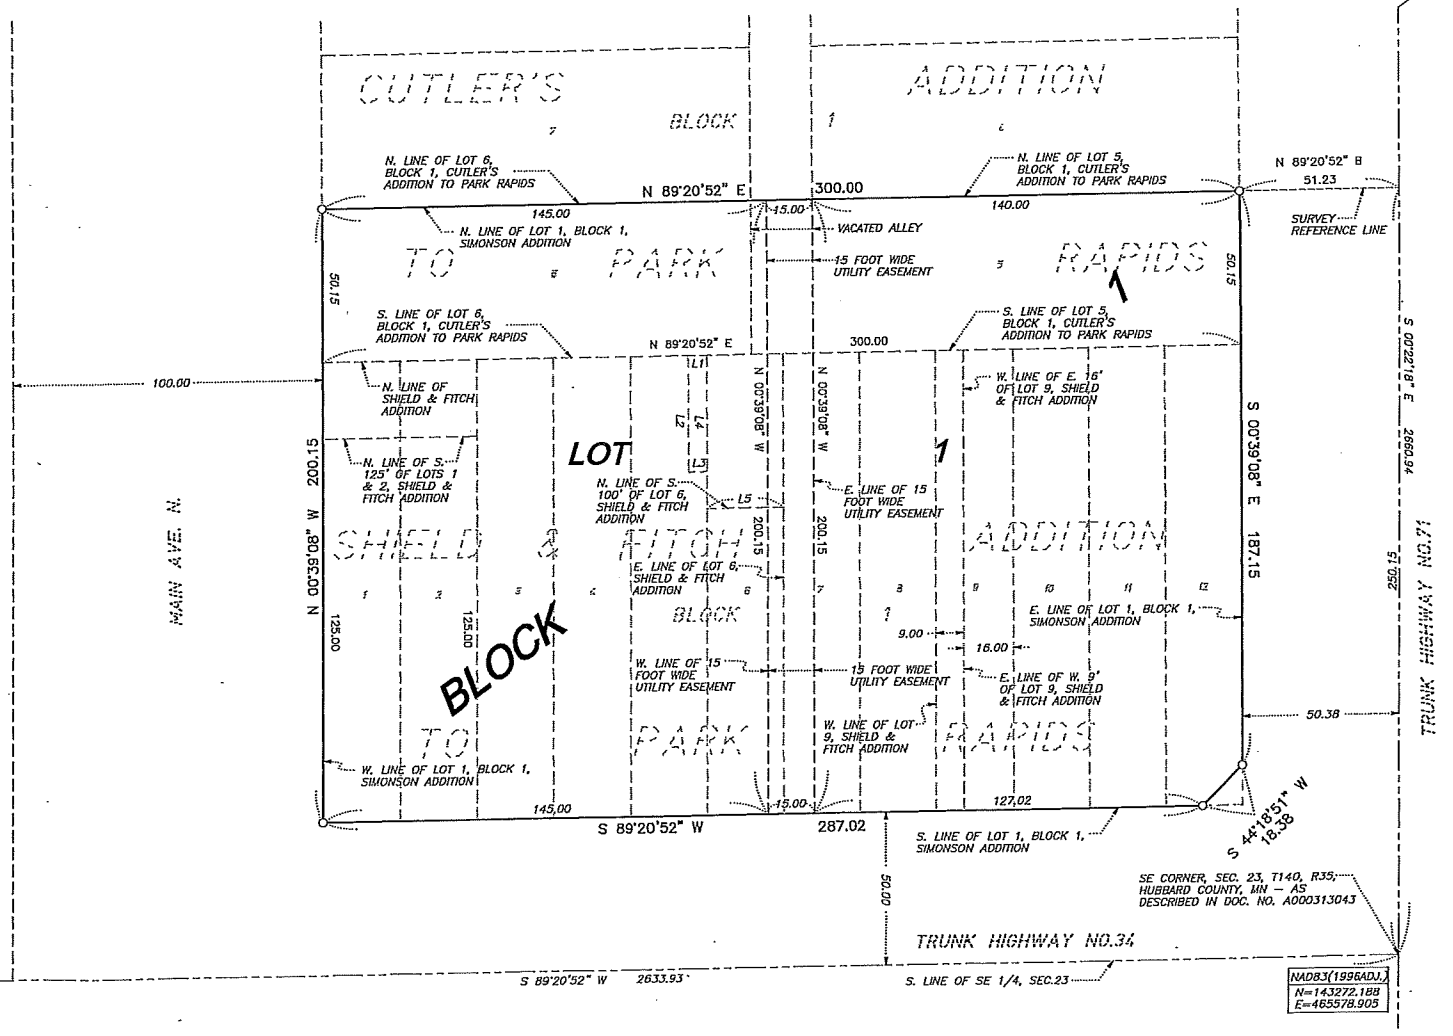 CUTLER'S ADDITION
7
BLOCK 1
N. LINE OF LOT 6,
BLOCK 1, CUTLER'S
ADDITION TO PARK RAPIDS
N. LINE OF LOT 5,
BLOCK 1, CUTLER'S
ADDITION TO PARK RAPIDS
N 89°20'52" E 300.00
N 89°20'52" E
51.23
145.00
15.00
140.00
N. LINE OF LOT 1, BLOCK 1,
SIMONSON ADDITION
VACATED ALLEY
SURVEY
REFERENCE LINE
TO PARK RAPIDS
6
5
15 FOOT WIDE
UTILITY EASEMENT
1
50.15
50.15
S. LINE OF LOT 6,
BLOCK 1, CUTLER'S
ADDITION TO PARK RAPIDS
S. LINE OF LOT 5,
BLOCK 1, CUTLER'S
ADDITION TO PARK RAPIDS
N 89°20'52" E 300.00
S 00°22'18" E 2660.94
100.00
N. LINE OF
SHIELD & FITCH
ADDITION
L1
L2
L4
L3
N 00°39'08" W 200.15
N 00°39'08" W 200.15
W. LINE OF E. 16'
OF LOT 9, SHIELD
& FITCH ADDITION
S 00°39'08" E 187.15
N 00°39'08" W 200.15
LOT 1
N. LINE OF S.
125' OF LOTS 1
& 2, SHIELD &
FITCH ADDITION
N. LINE OF S.
100' OF LOT 6,
SHIELD & FITCH
ADDITION
L5
E. LINE OF 15
FOOT WIDE
UTILITY EASEMENT
MAIN AVE. N.
SHIELD & FITCH ADDITION
TRUNK HIGHWAY NO.71
250.15
E. LINE OF LOT 6,
SHIELD & FITCH
ADDITION
1 2 3 4 6 7 8 9 10 11 12
BLOCK 1
125.00
125.00
E. LINE OF LOT 1, BLOCK 1,
SIMONSON ADDITION
9.00
16.00
BLOCK
W. LINE OF 15
FOOT WIDE
UTILITY EASEMENT
15 FOOT WIDE
UTILITY EASEMENT
E. LINE OF W. 9'
OF LOT 9, SHIELD
& FITCH ADDITION
50.38
W. LINE OF LOT
9, SHIELD &
FITCH ADDITION
TO PARK RAPIDS
W. LINE OF LOT 1, BLOCK 1,
SIMONSON ADDITION
145.00
15.00
127.02
S 89°20'52" W 287.02
S 44°18'51" W
18.38
S. LINE OF LOT 1, BLOCK 1,
SIMONSON ADDITION
50.00
SE CORNER, SEC. 23, T140, R35,
HUBBARD COUNTY, MN – AS
DESCRIBED IN DOC. NO. A000313043
TRUNK HIGHWAY NO.34
S 89°20'52" W 2633.93
S. LINE OF SE 1/4, SEC.23
NAD83(1996ADJ.)
N=143272.188
E=465578.905